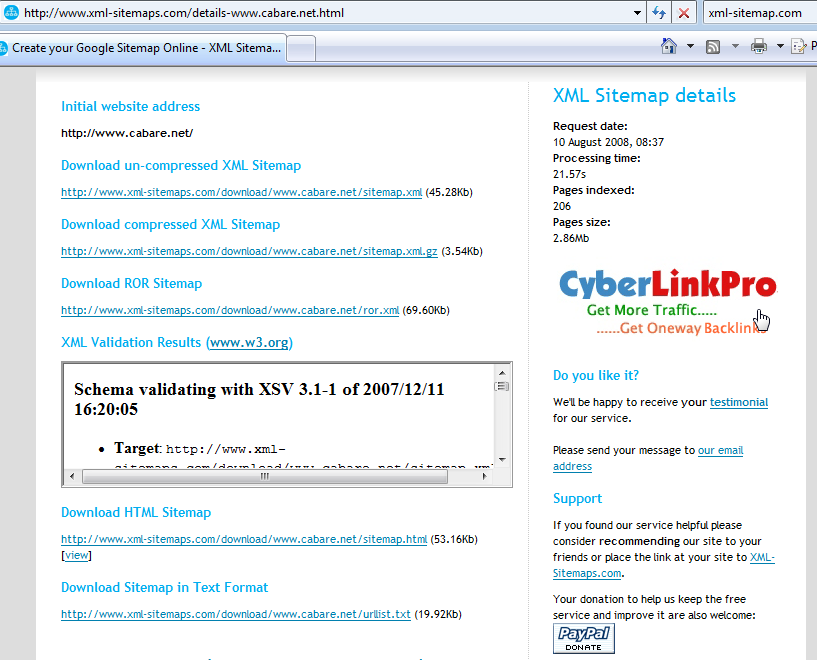 http://www.xml-sitemaps.com/details-www.cabare.net.html
xml-sitemap.com
Create your Google Sitemap Online - XML Sitema...
P
Initial website address
http://www.cabare.net/
Download un-compressed XML Sitemap
http://www.xml-sitemaps.com/download/www.cabare.net/sitemap.xml (45.28Kb)
Download compressed XML Sitemap
http://www.xml-sitemaps.com/download/www.cabare.net/sitemap.xml.gz (3.54Kb)
Download ROR Sitemap
http://www.xml-sitemaps.com/download/www.cabare.net/ror.xml (69.60Kb)
XML Validation Results (www.w3.org)
Schema validating with XSV 3.1-1 of 2007/12/11
16:20:05
• Target: http://www.xml-
sitemaps.com/download/www.cabare.net/sitemap.xml
Download HTML Sitemap
http://www.xml-sitemaps.com/download/www.cabare.net/sitemap.html (53.16Kb)
[view]
Download Sitemap in Text Format
http://www.xml-sitemaps.com/download/www.cabare.net/urllist.txt (19.92Kb)
XML Sitemap details
Request date:
10 August 2008, 08:37
Processing time:
21.57s
Pages indexed:
206
Pages size:
2.86Mb
CyberLinkPro
Get More Traffic.....
......Get Oneway Backlinks
Do you like it?
We'll be happy to receive your testimonial
for our service.
Please send your message to our email
address
Support
If you found our service helpful please
consider recommending our site to your
friends or place the link at your site to XML-
Sitemaps.com.
Your donation to help us keep the free
service and improve it are also welcome:
PayPal
DONATE